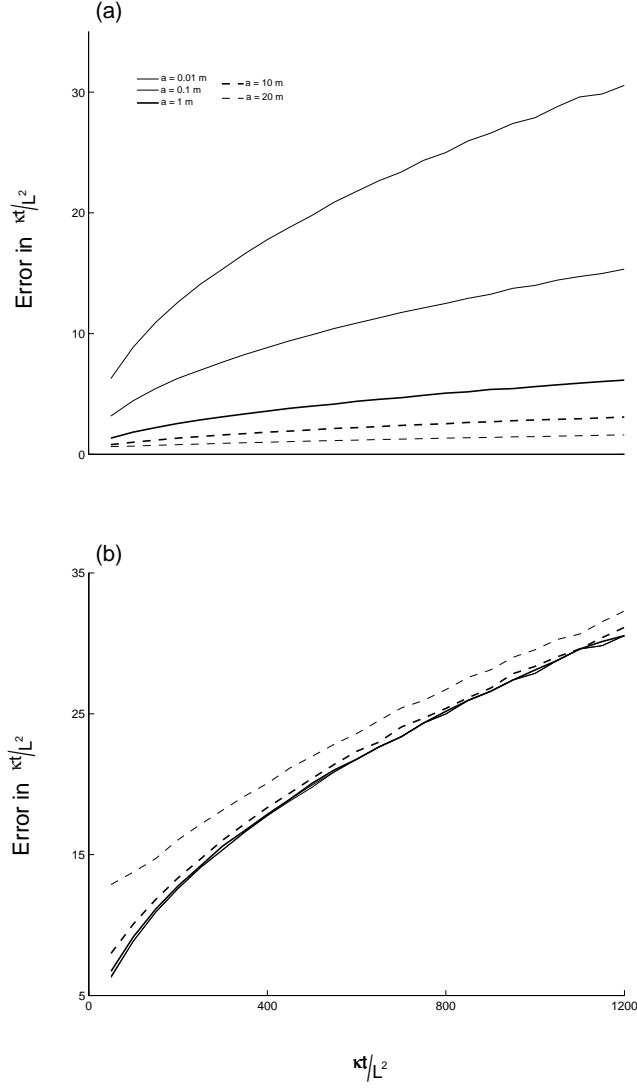 (a)
a = 0.01 m
a = 0.1 m
a = 1 m
a = 10 m
a = 20 m
30
20
10
0
Error in κt/L²
(b)
35
25
15
5
Error in κt/L²
0
400
800
1200
κt/L²